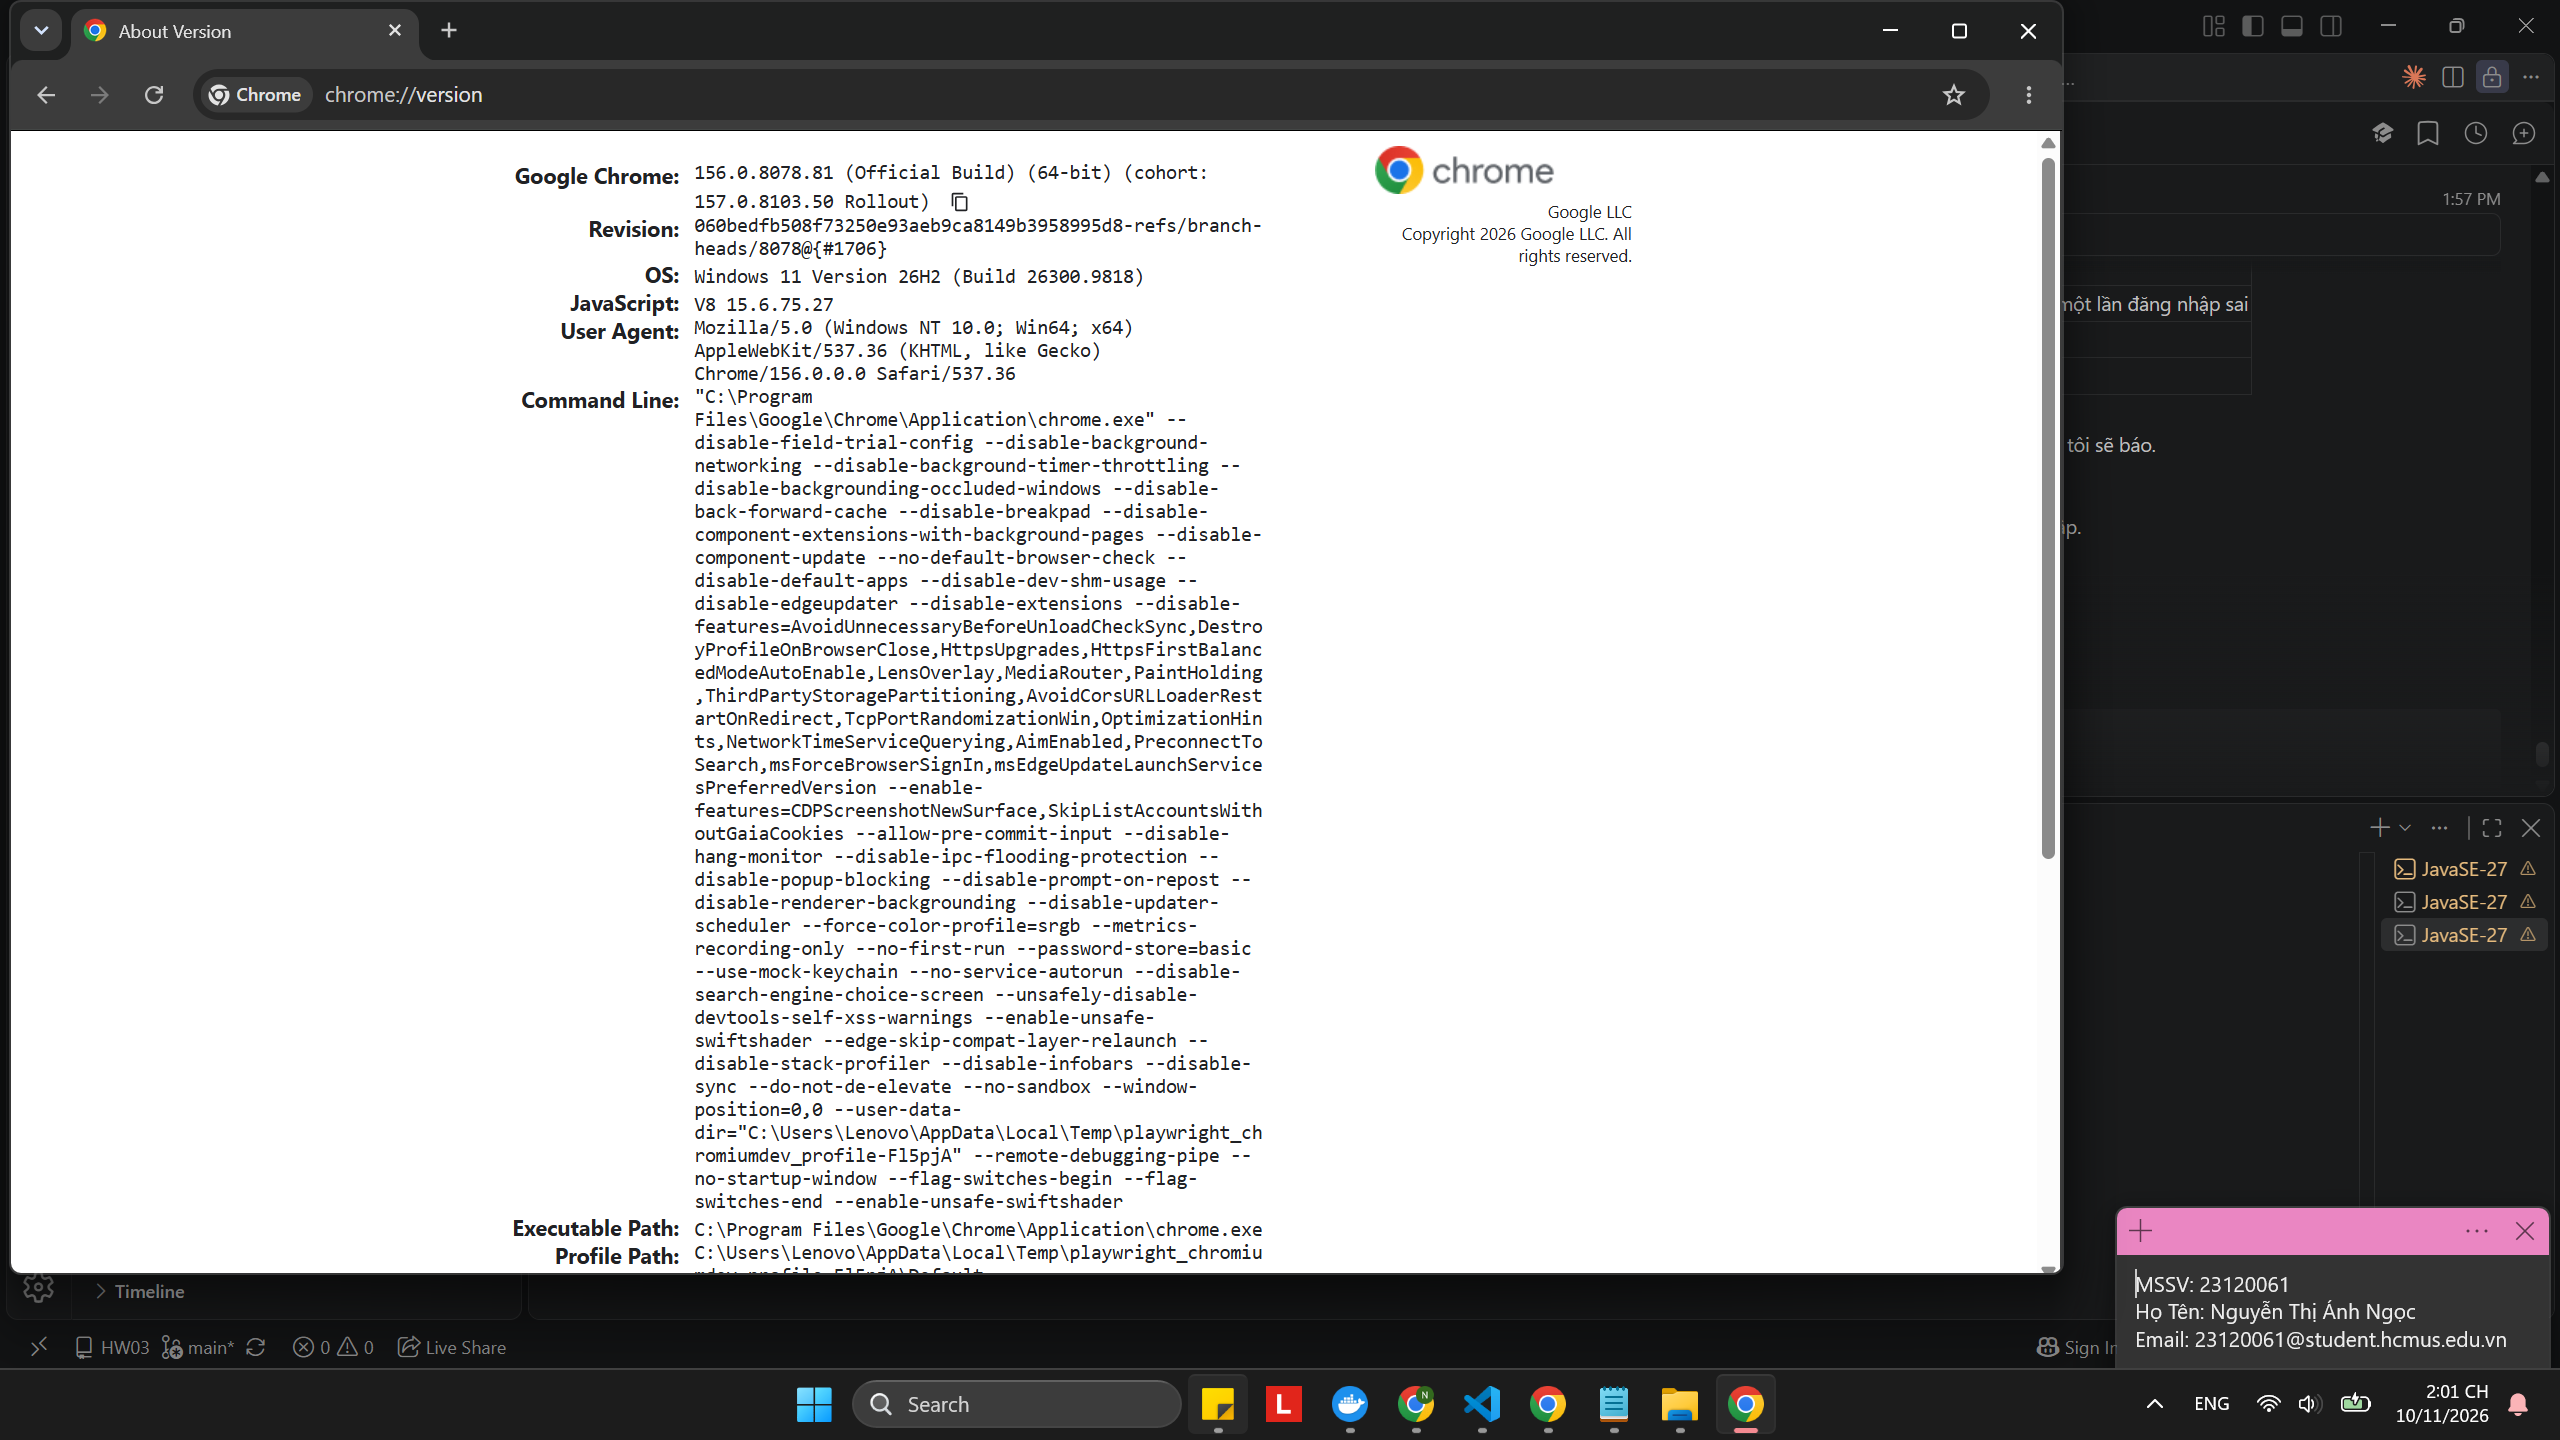 About Version
Chrome
chrome://version
Google Chrome: 156.0.8078.81 (Official Build) (64-bit) (cohort:
157.0.8103.50 Rollout)
Revision: 060bedfb508f73250e93aeb9ca8149b3958995d8-refs/branch-
heads/8078@{#1706}
OS: Windows 11 Version 26H2 (Build 26300.9818)
JavaScript: V8 15.6.75.27
User Agent: Mozilla/5.0 (Windows NT 10.0; Win64; x64)
AppleWebKit/537.36 (KHTML, like Gecko)
Chrome/156.0.0.0 Safari/537.36
Command Line: "C:\Program
Files\Google\Chrome\Application\chrome.exe" --
disable-field-trial-config --disable-background-
networking --disable-background-timer-throttling --
disable-backgrounding-occluded-windows --disable-
back-forward-cache --disable-breakpad --disable-
component-extensions-with-background-pages --disable-
component-update --no-default-browser-check --
disable-default-apps --disable-dev-shm-usage --
disable-edgeupdater --disable-extensions --disable-
features=AvoidUnnecessaryBeforeUnloadCheckSync,Destro
yProfileOnBrowserClose,HttpsUpgrades,HttpsFirstBalanc
edModeAutoEnable,LensOverlay,MediaRouter,PaintHolding
,ThirdPartyStoragePartitioning,AvoidCorsURLLoaderRest
artOnRedirect,TcpPortRandomizationWin,OptimizationHin
ts,NetworkTimeServiceQuerying,AimEnabled,PreconnectTo
Search,msForceBrowserSignIn,msEdgeUpdateLaunchService
sPreferredVersion --enable-
features=CDPScreenshotNewSurface,SkipListAccountsWith
outGaiaCookies --allow-pre-commit-input --disable-
hang-monitor --disable-ipc-flooding-protection --
disable-popup-blocking --disable-prompt-on-repost --
disable-renderer-backgrounding --disable-updater-
scheduler --force-color-profile=srgb --metrics-
recording-only --no-first-run --password-store=basic
--use-mock-keychain --no-service-autorun --disable-
search-engine-choice-screen --unsafely-disable-
devtools-self-xss-warnings --enable-unsafe-
swiftshader --edge-skip-compat-layer-relaunch --
disable-stack-profiler --disable-infobars --disable-
sync --do-not-de-elevate --no-sandbox --window-
position=0,0 --user-data-
dir="C:\Users\Lenovo\AppData\Local\Temp\playwright_ch
romiumdev_profile-Fl5pjA" --remote-debugging-pipe --
no-startup-window --flag-switches-begin --flag-
switches-end --enable-unsafe-swiftshader
Executable Path: C:\Program Files\Google\Chrome\Application\chrome.exe
Profile Path: C:\Users\Lenovo\AppData\Local\Temp\playwright_chromiu
chrome
Google LLC
Copyright 2026 Google LLC. All
rights reserved.
1:57 PM
một lần đăng nhập sai
tôi sẽ báo.
JavaSE-27
JavaSE-27
JavaSE-27
MSSV: 23120061
Họ Tên: Nguyễn Thị Ánh Ngọc
Email: 23120061@student.hcmus.edu.vn
Timeline
HW03 main* 0 0 Live Share
Sign In
Search
N
L
ENG
2:01 CH
10/11/2026